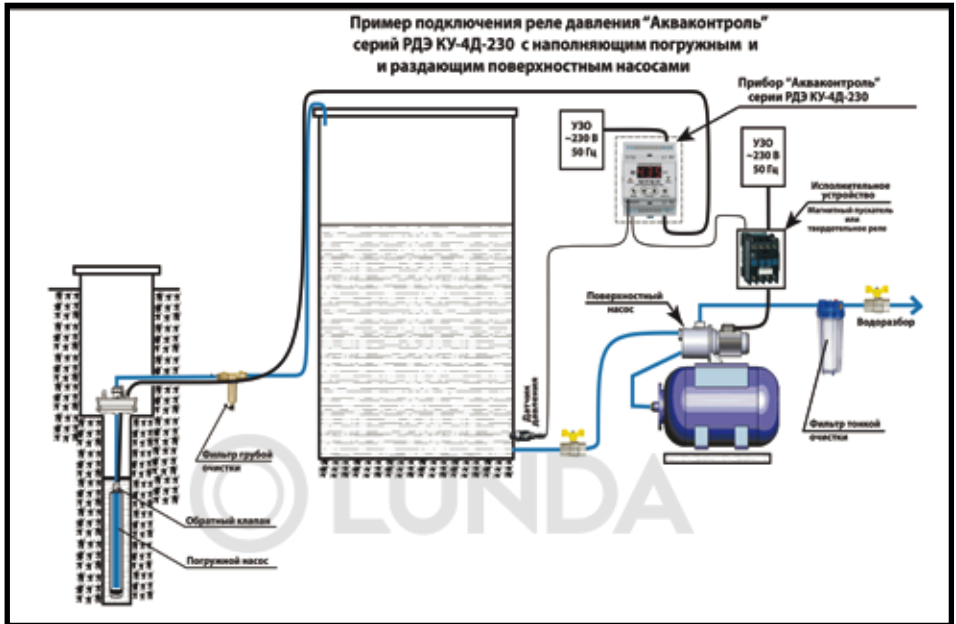 Пример подключения реле давления "Акваконтроль"
серий РДЭ КУ-4Д-230 с наполняющим погружным и
и раздающим поверхностным насосами
Прибор "Акваконтроль"
серии РДЭ КУ-4Д-230
УЗО
~230 В
50 Гц
УЗО
~230 В
50 Гц
Исполнительное
устройство
Магнитный пускатель
или
твердотельное реле
Поверхностный
насос
Водоразбор
Датчик
давления
Фильтр тонкой
очистки
Фильтр грубой
очистки
LUNDA
Обратный клапан
Погружной насос